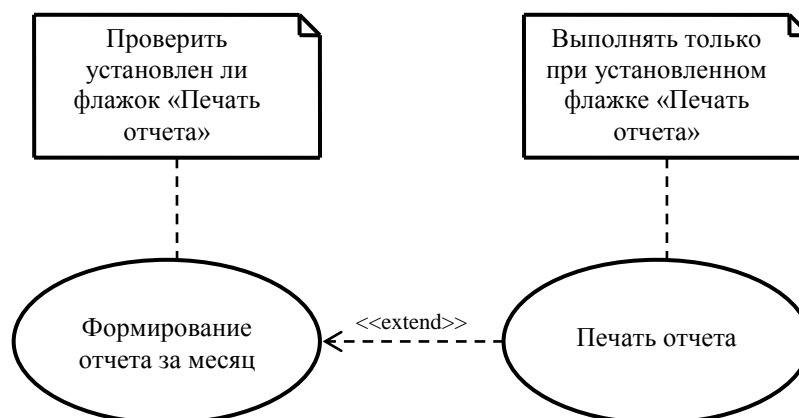 Проверить
установлен ли
флажок «Печать
отчета»
Выполнять только
при установленном
флажке «Печать
отчета»
Формирование
отчета за месяц
<<extend>>
Печать отчета